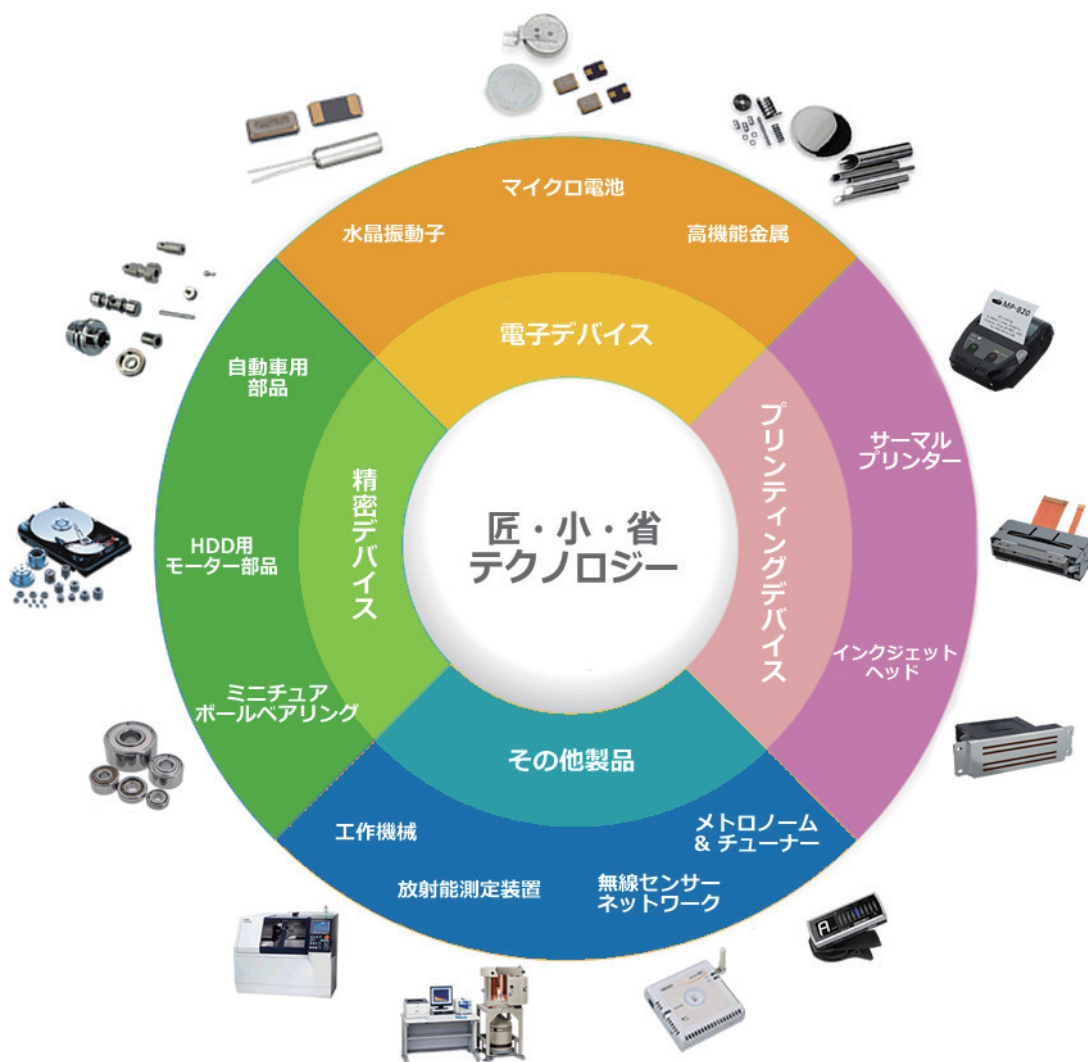 マイクロ電池
水晶振動子
高機能金属
電子デバイス
MP-820
自動車用
部品
HDD用
モーター部品
ミニチュア
ボールベアリング
精密デバイス
匠・小・省
テクノロジー
プリンティングデバイス
サーマル
プリンター
インクジェット
ヘッド
その他製品
工作機械
放射能測定装置
無線センサー
ネットワーク
メトロノーム
& チューナー
A